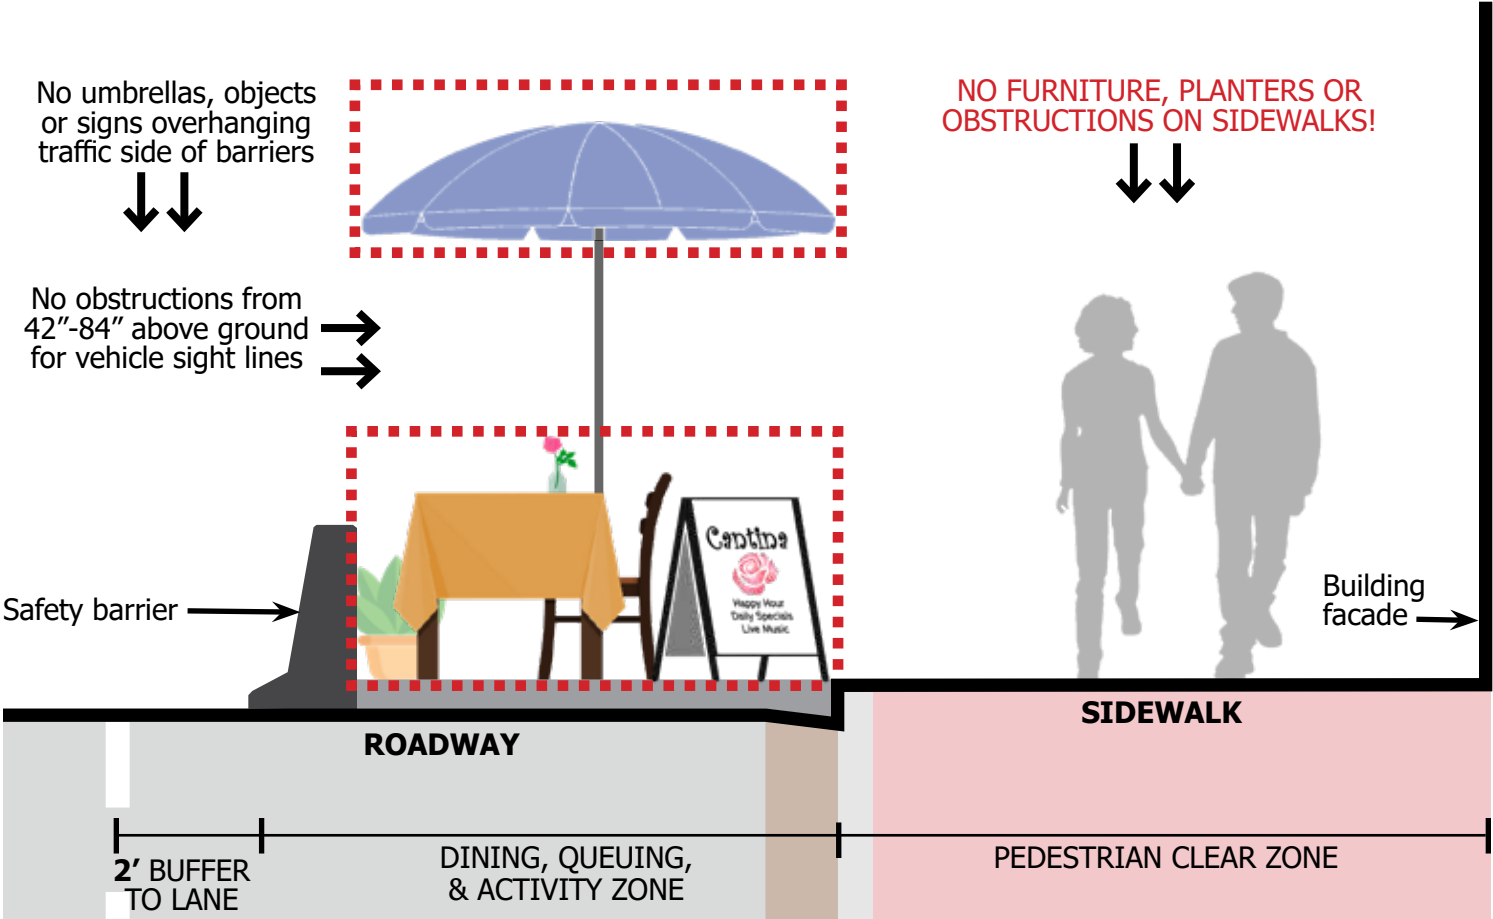 No umbrellas, objects
or signs overhanging
traffic side of barriers
NO FURNITURE, PLANTERS OR
OBSTRUCTIONS ON SIDEWALKS!
No obstructions from
42”-84” above ground
for vehicle sight lines
Cantina
Happy Hour
Daily Specials
Live Music
Safety barrier
Building
facade
ROADWAY
SIDEWALK
2’ BUFFER
TO LANE
DINING, QUEUING,
& ACTIVITY ZONE
PEDESTRIAN CLEAR ZONE